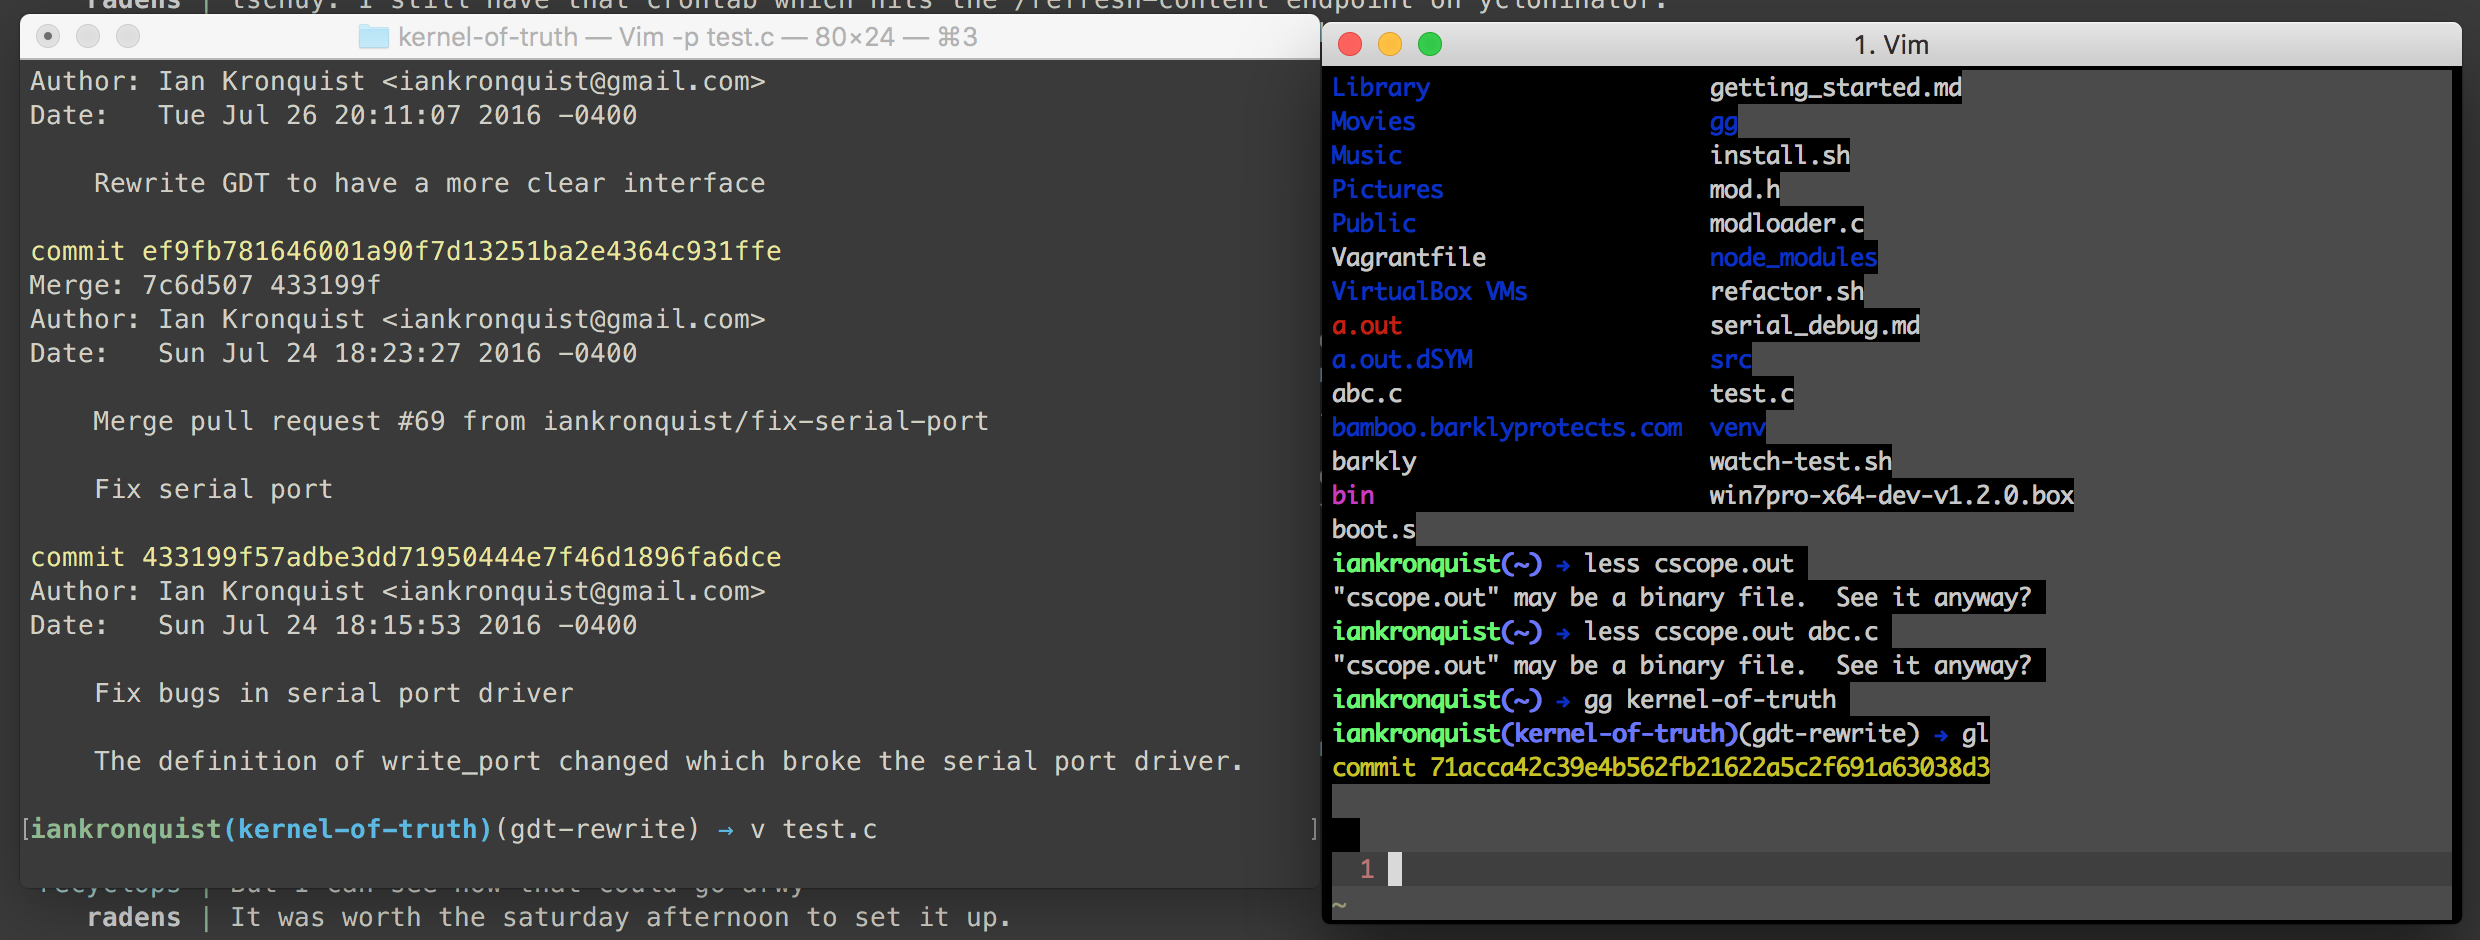 radens | tschuy: I still have that crontab which hits the /refresh-content endpoint on ycloninator.
kernel-of-truth — Vim -p test.c — 80×24 — ⌘3
Author: Ian Kronquist <iankronquist@gmail.com>
Date:   Tue Jul 26 20:11:07 2016 -0400
Rewrite GDT to have a more clear interface
commit ef9fb781646001a90f7d13251ba2e4364c931ffe
Merge: 7c6d507 433199f
Author: Ian Kronquist <iankronquist@gmail.com>
Date:   Sun Jul 24 18:23:27 2016 -0400
Merge pull request #69 from iankronquist/fix-serial-port
Fix serial port
commit 433199f57adbe3dd71950444e7f46d1896fa6dce
Author: Ian Kronquist <iankronquist@gmail.com>
Date:   Sun Jul 24 18:15:53 2016 -0400
Fix bugs in serial port driver
The definition of write_port changed which broke the serial port driver.
[iankronquist(kernel-of-truth)(gdt-rewrite) → v test.c ]
recyclops | But I can see how that could go awry
radens | It was worth the saturday afternoon to set it up.
1. Vim
Library getting_started.md
Movies gg
Music install.sh
Pictures mod.h
Public modloader.c
Vagrantfile node_modules
VirtualBox VMs refactor.sh
a.out serial_debug.md
a.out.dSYM src
abc.c test.c
bamboo.barklyprotects.com venv
barkly watch-test.sh
bin win7pro-x64-dev-v1.2.0.box
boot.s
iankronquist(~) → less cscope.out
"cscope.out" may be a binary file.  See it anyway?
iankronquist(~) → less cscope.out abc.c
"cscope.out" may be a binary file.  See it anyway?
iankronquist(~) → gg kernel-of-truth
iankronquist(kernel-of-truth)(gdt-rewrite) → gl
commit 71acca42c39e4b562fb21622a5c2f691a63038d3
1
~